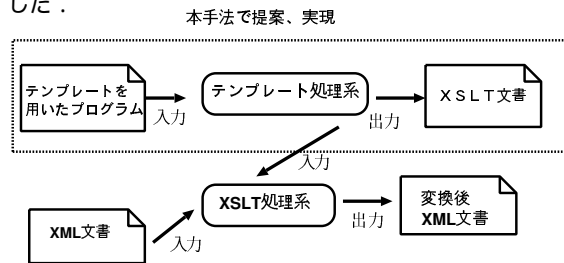 した．
本手法で提案、実現
テンプレートを
用いたプログラム
入力
テンプレート処理系
出力
ＸＳＬＴ文書
入力
XSLT処理系
出力
変換後
XML文書
XML文書
入力